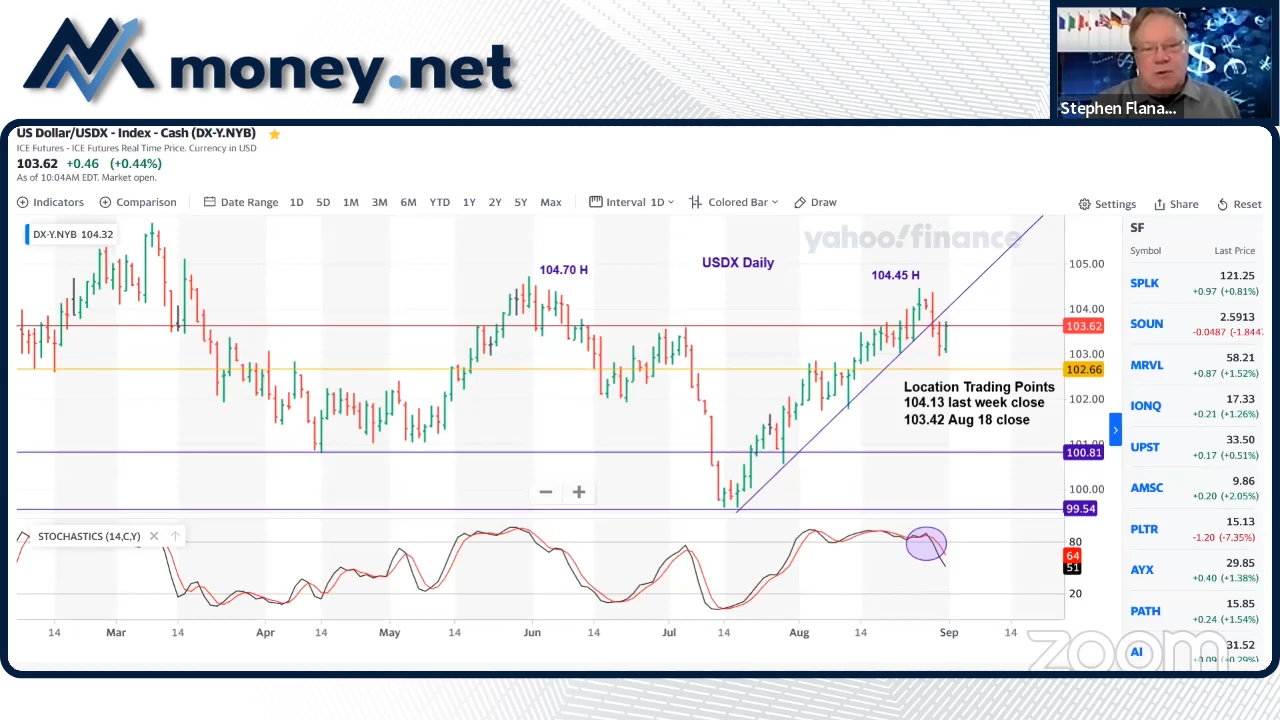 money.net
Stephen Flana...
US Dollar/USDX - Index - Cash (DX-Y.NYB)
ICE Futures - ICE Futures Real Time Price. Currency in USD
103.62 +0.46 (+0.44%)
As of 10:04AM EDT. Market open.
Indicators Comparison Date Range 1D 5D 1M 3M 6M YTD 1Y 2Y 5Y Max Interval 1D Colored Bar Draw Settings Share Reset
DX-Y.NYB 104.32
yahoo!finance
USDX Daily
104.70 H
104.45 H
105.00
104.00
103.62
103.00
102.66
102.00
101.00
100.81
100.00
99.54
Location Trading Points
104.13 last week close
103.42 Aug 18 close
STOCHASTICS (14,C,Y)
80
64
51
20
14 Mar 14 Apr 14 May 14 Jun 14 Jul 14 Aug 14 Sep 14
SF
Symbol Last Price
SPLK 121.25
+0.97 (+0.81%)
SOUN 2.5913
-0.0487 (-1.844
MRVL 58.21
+0.87 (+1.52%)
IONQ 17.33
+0.21 (+1.26%)
UPST 33.50
+0.17 (+0.51%)
AMSC 9.86
+0.20 (+2.05%)
PLTR 15.13
-1.20 (-7.35%)
AYX 29.85
+0.40 (+1.38%)
PATH 15.85
+0.24 (+1.54%)
AI 31.52
+0.09 (+0.29%)
zoom